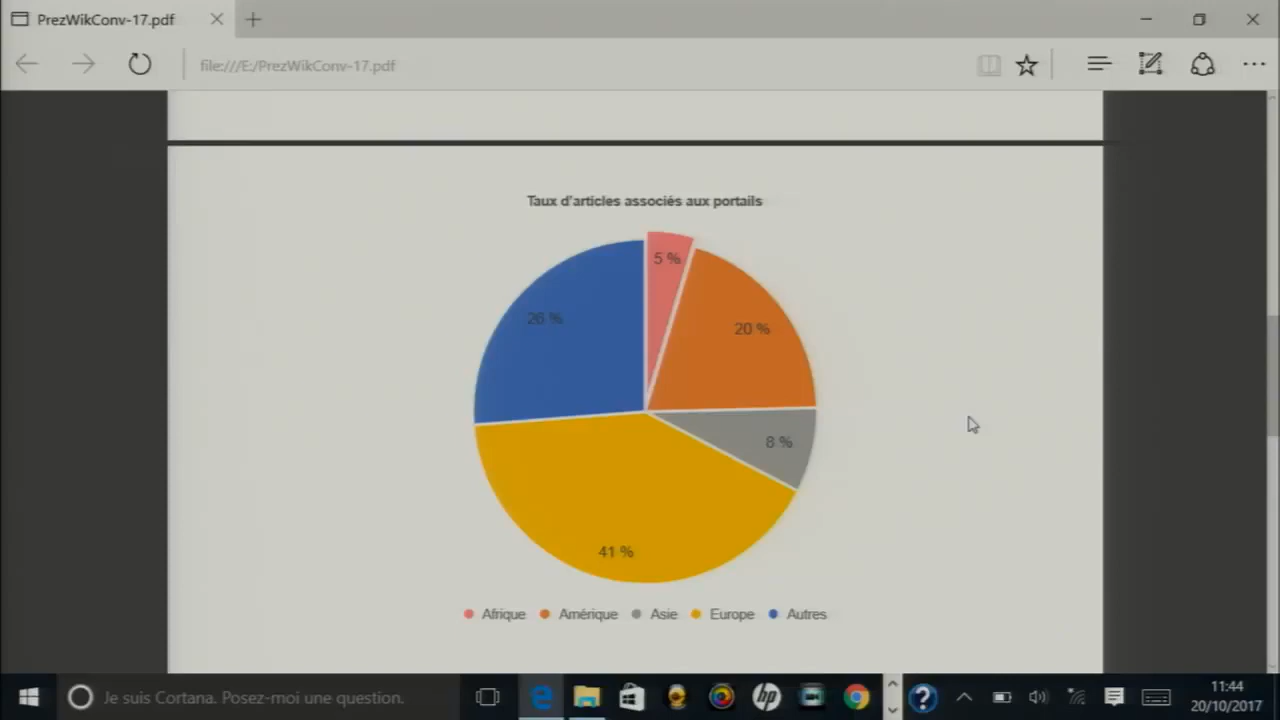 PrezWikConv-17.pdf
file:///E:/PrezWikConv-17.pdf
Taux d'articles associés aux portails
5 %
26 %
20 %
8 %
41 %
Afrique Amérique Asie Europe Autres
Je suis Cortana. Posez-moi une question.
hp
11:44
20/10/2017